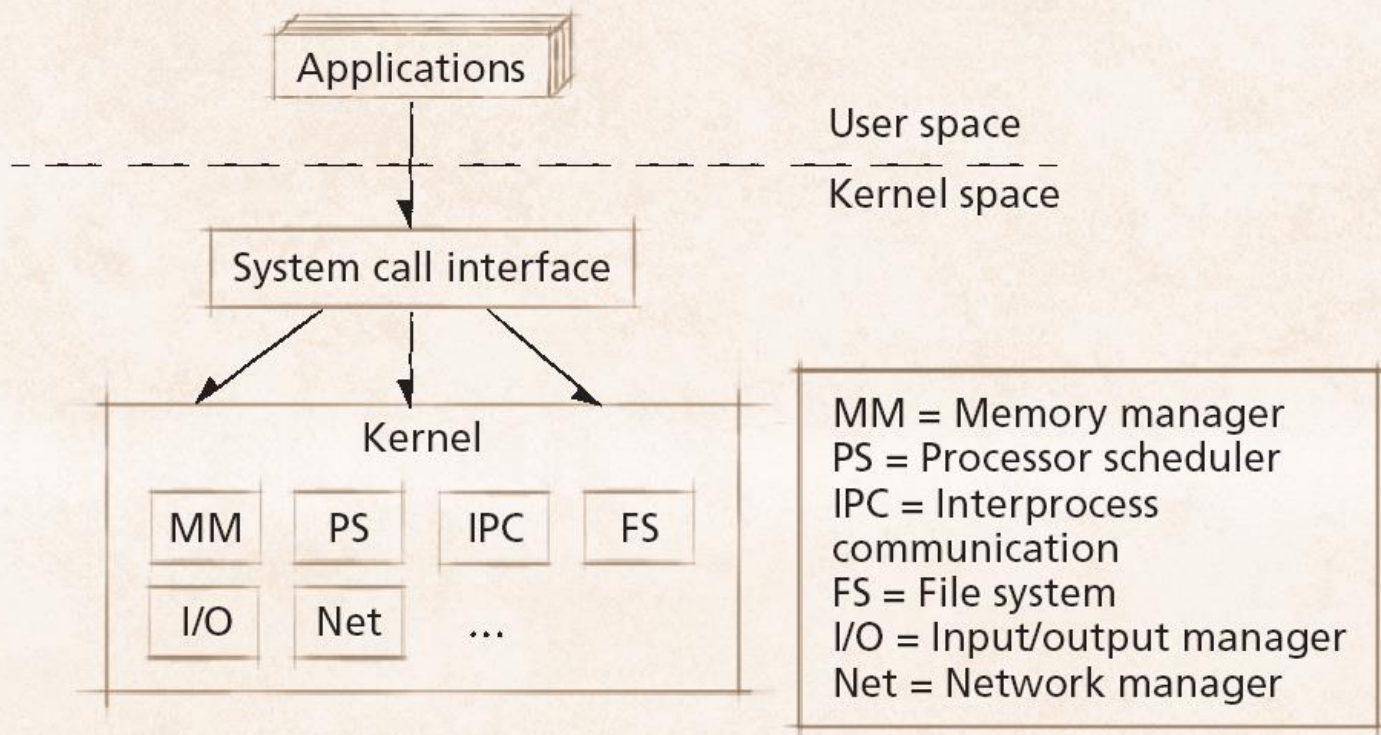 Applications
User space
Kernel space
System call interface
Kernel
MM PS IPC FS
I/O Net ...
MM = Memory manager
PS = Processor scheduler
IPC = Interprocess
communication
FS = File system
I/O = Input/output manager
Net = Network manager